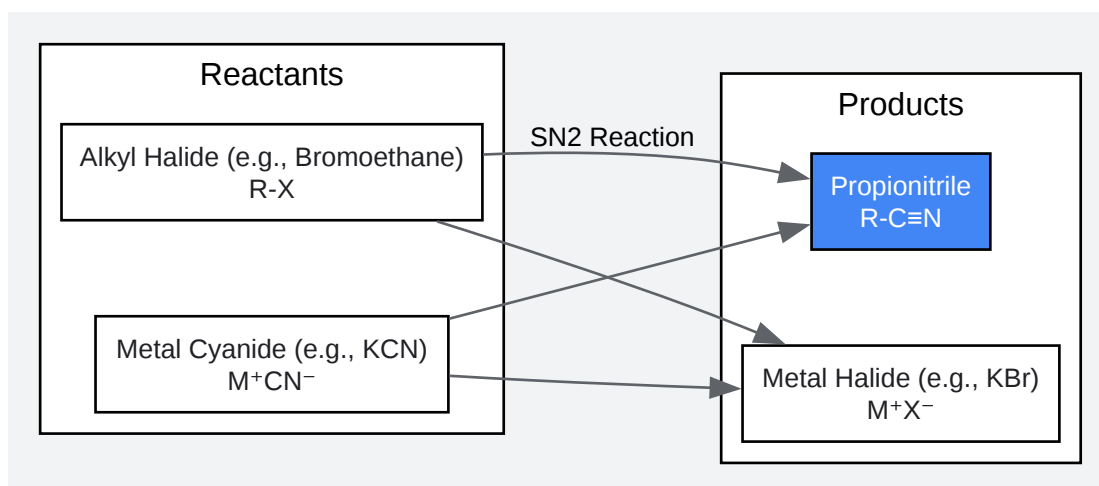 Reactants
Alkyl Halide (e.g., Bromoethane)
R-X
Metal Cyanide (e.g., KCN)
M⁺CN⁻
SN2 Reaction
Products
Propionitrile
R-C≡N
Metal Halide (e.g., KBr)
M⁺X⁻